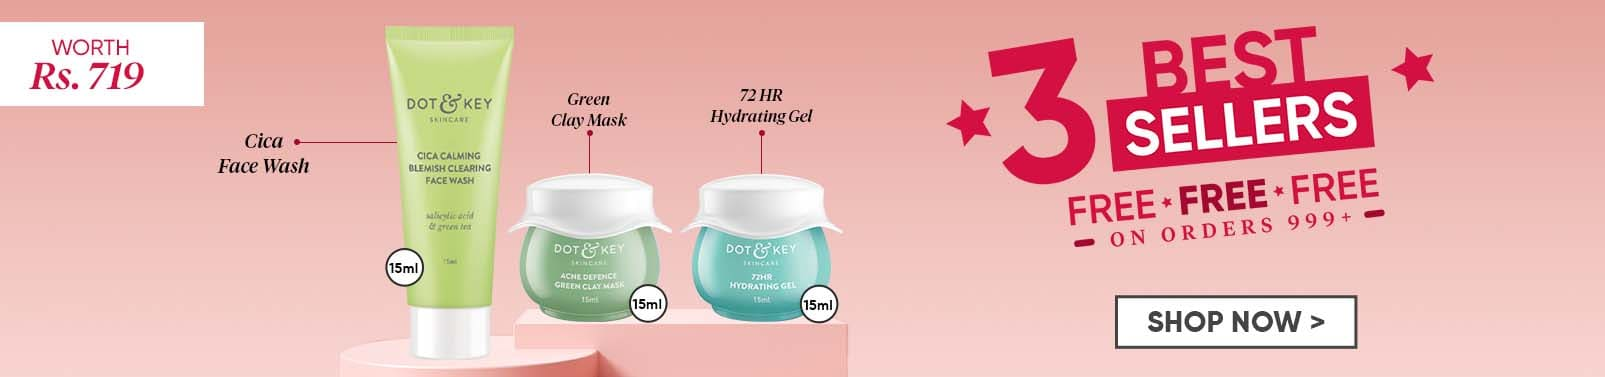 WORTH
Rs. 719
Cica
Face Wash
DOT & KEY
SKINCARE
CICA CALMING
BLEMISH CLEARING
FACE WASH
salicylic acid
& green tea
15ml
15ml
Green
Clay Mask
DOT & KEY
SKINCARE
ACNE DEFENCE
GREEN CLAY MASK
15ml
15ml
72 HR
Hydrating Gel
DOT & KEY
SKINCARE
72HR
HYDRATING GEL
15ml
15ml
3 BEST
SELLERS
FREE ★ FREE ★ FREE
ON ORDERS 999+
SHOP NOW >